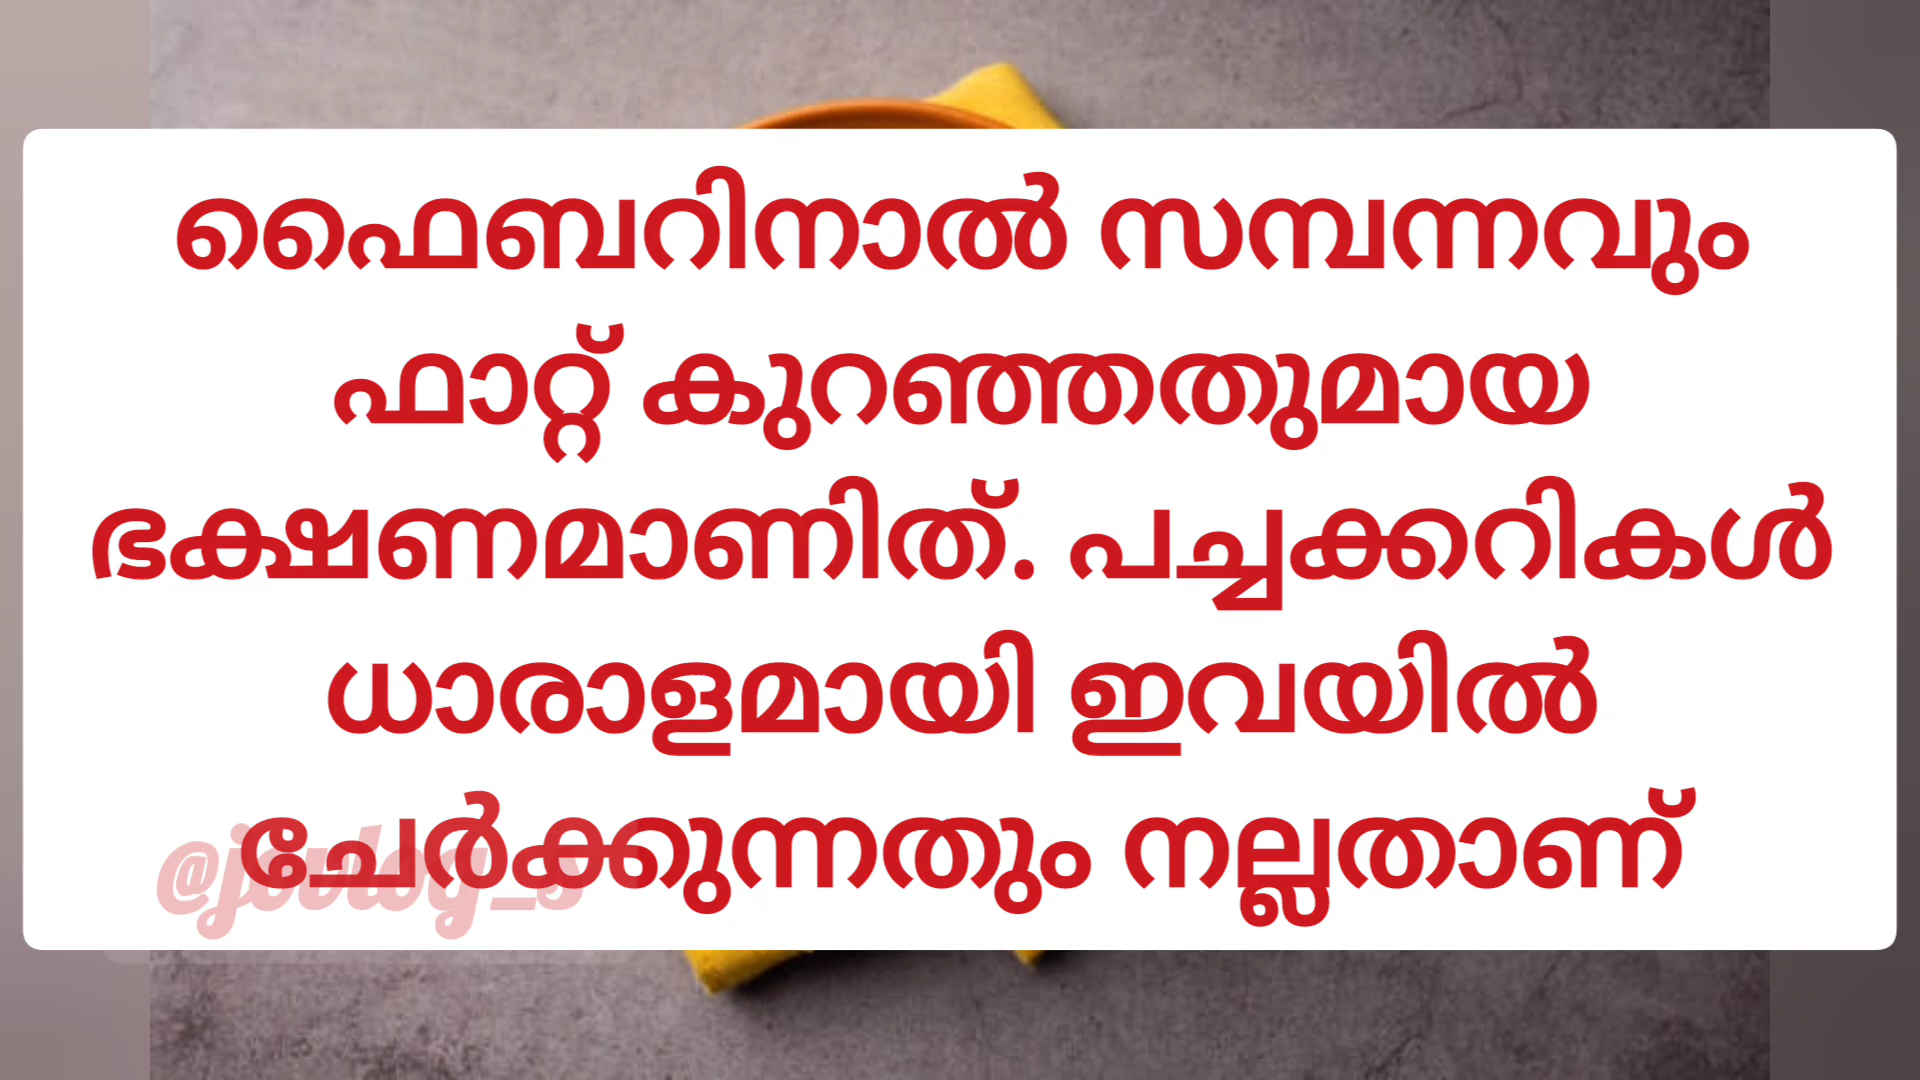 ഫൈബറിനാൽ സമ്പന്നവും
ഫാറ്റ് കുറഞ്ഞതുമായ
ഭക്ഷണമാണിത്. പച്ചക്കറികൾ
ധാരാളമായി ഇവയിൽ
ചേർക്കുന്നതും നല്ലതാണ്